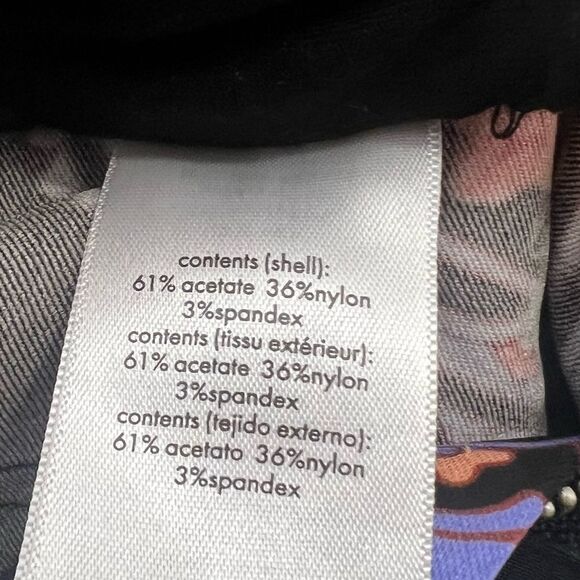 contents (shell):
61% acetate 36%nylon
3%spandex
contents (tissu extérieur):
61% acetate 36%nylon
3%spandex
contents (tejido externo):
61% acetato 36%nylon
3%spandex